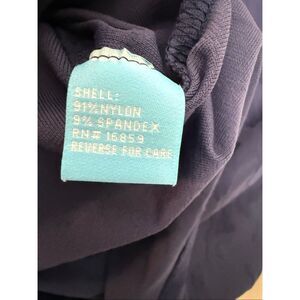 SHELL:
91% NYLON
9% SPANDEX
RN# 16859
REVERSE FOR CARE